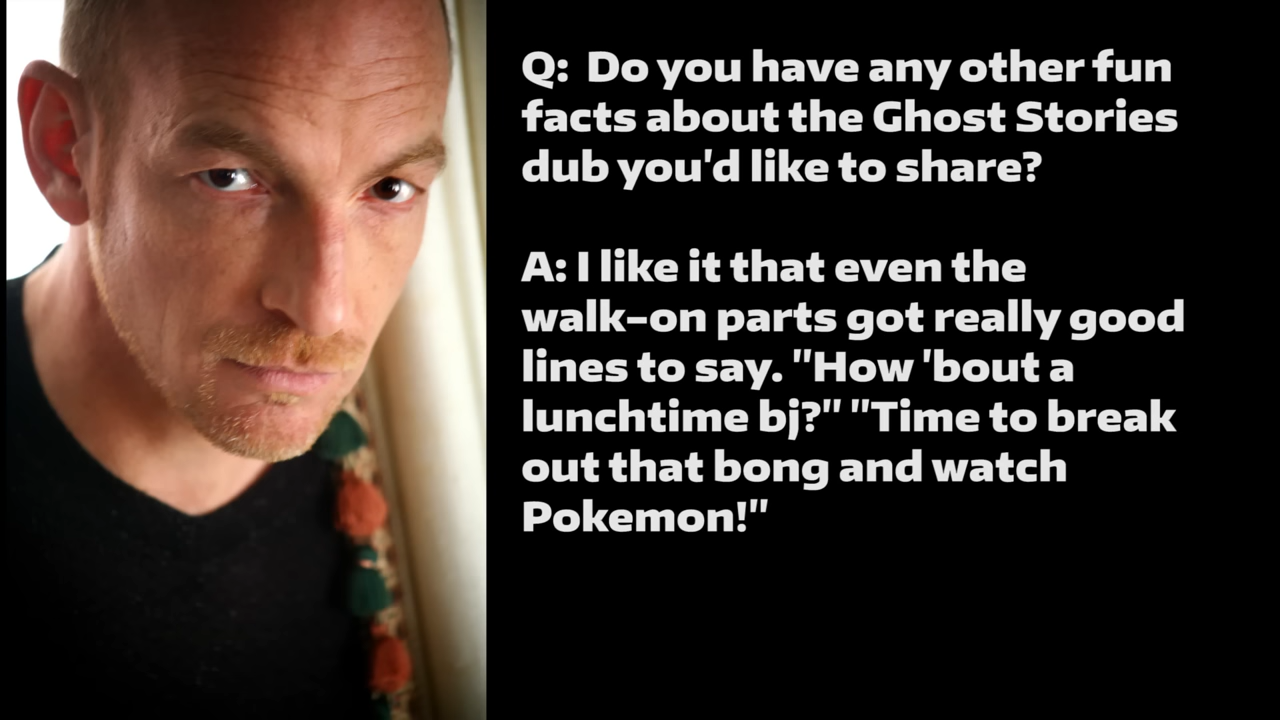 Q:  Do you have any other fun
facts about the Ghost Stories
dub you'd like to share?
A: I like it that even the
walk-on parts got really good
lines to say. "How 'bout a
lunchtime bj?" "Time to break
out that bong and watch
Pokemon!"